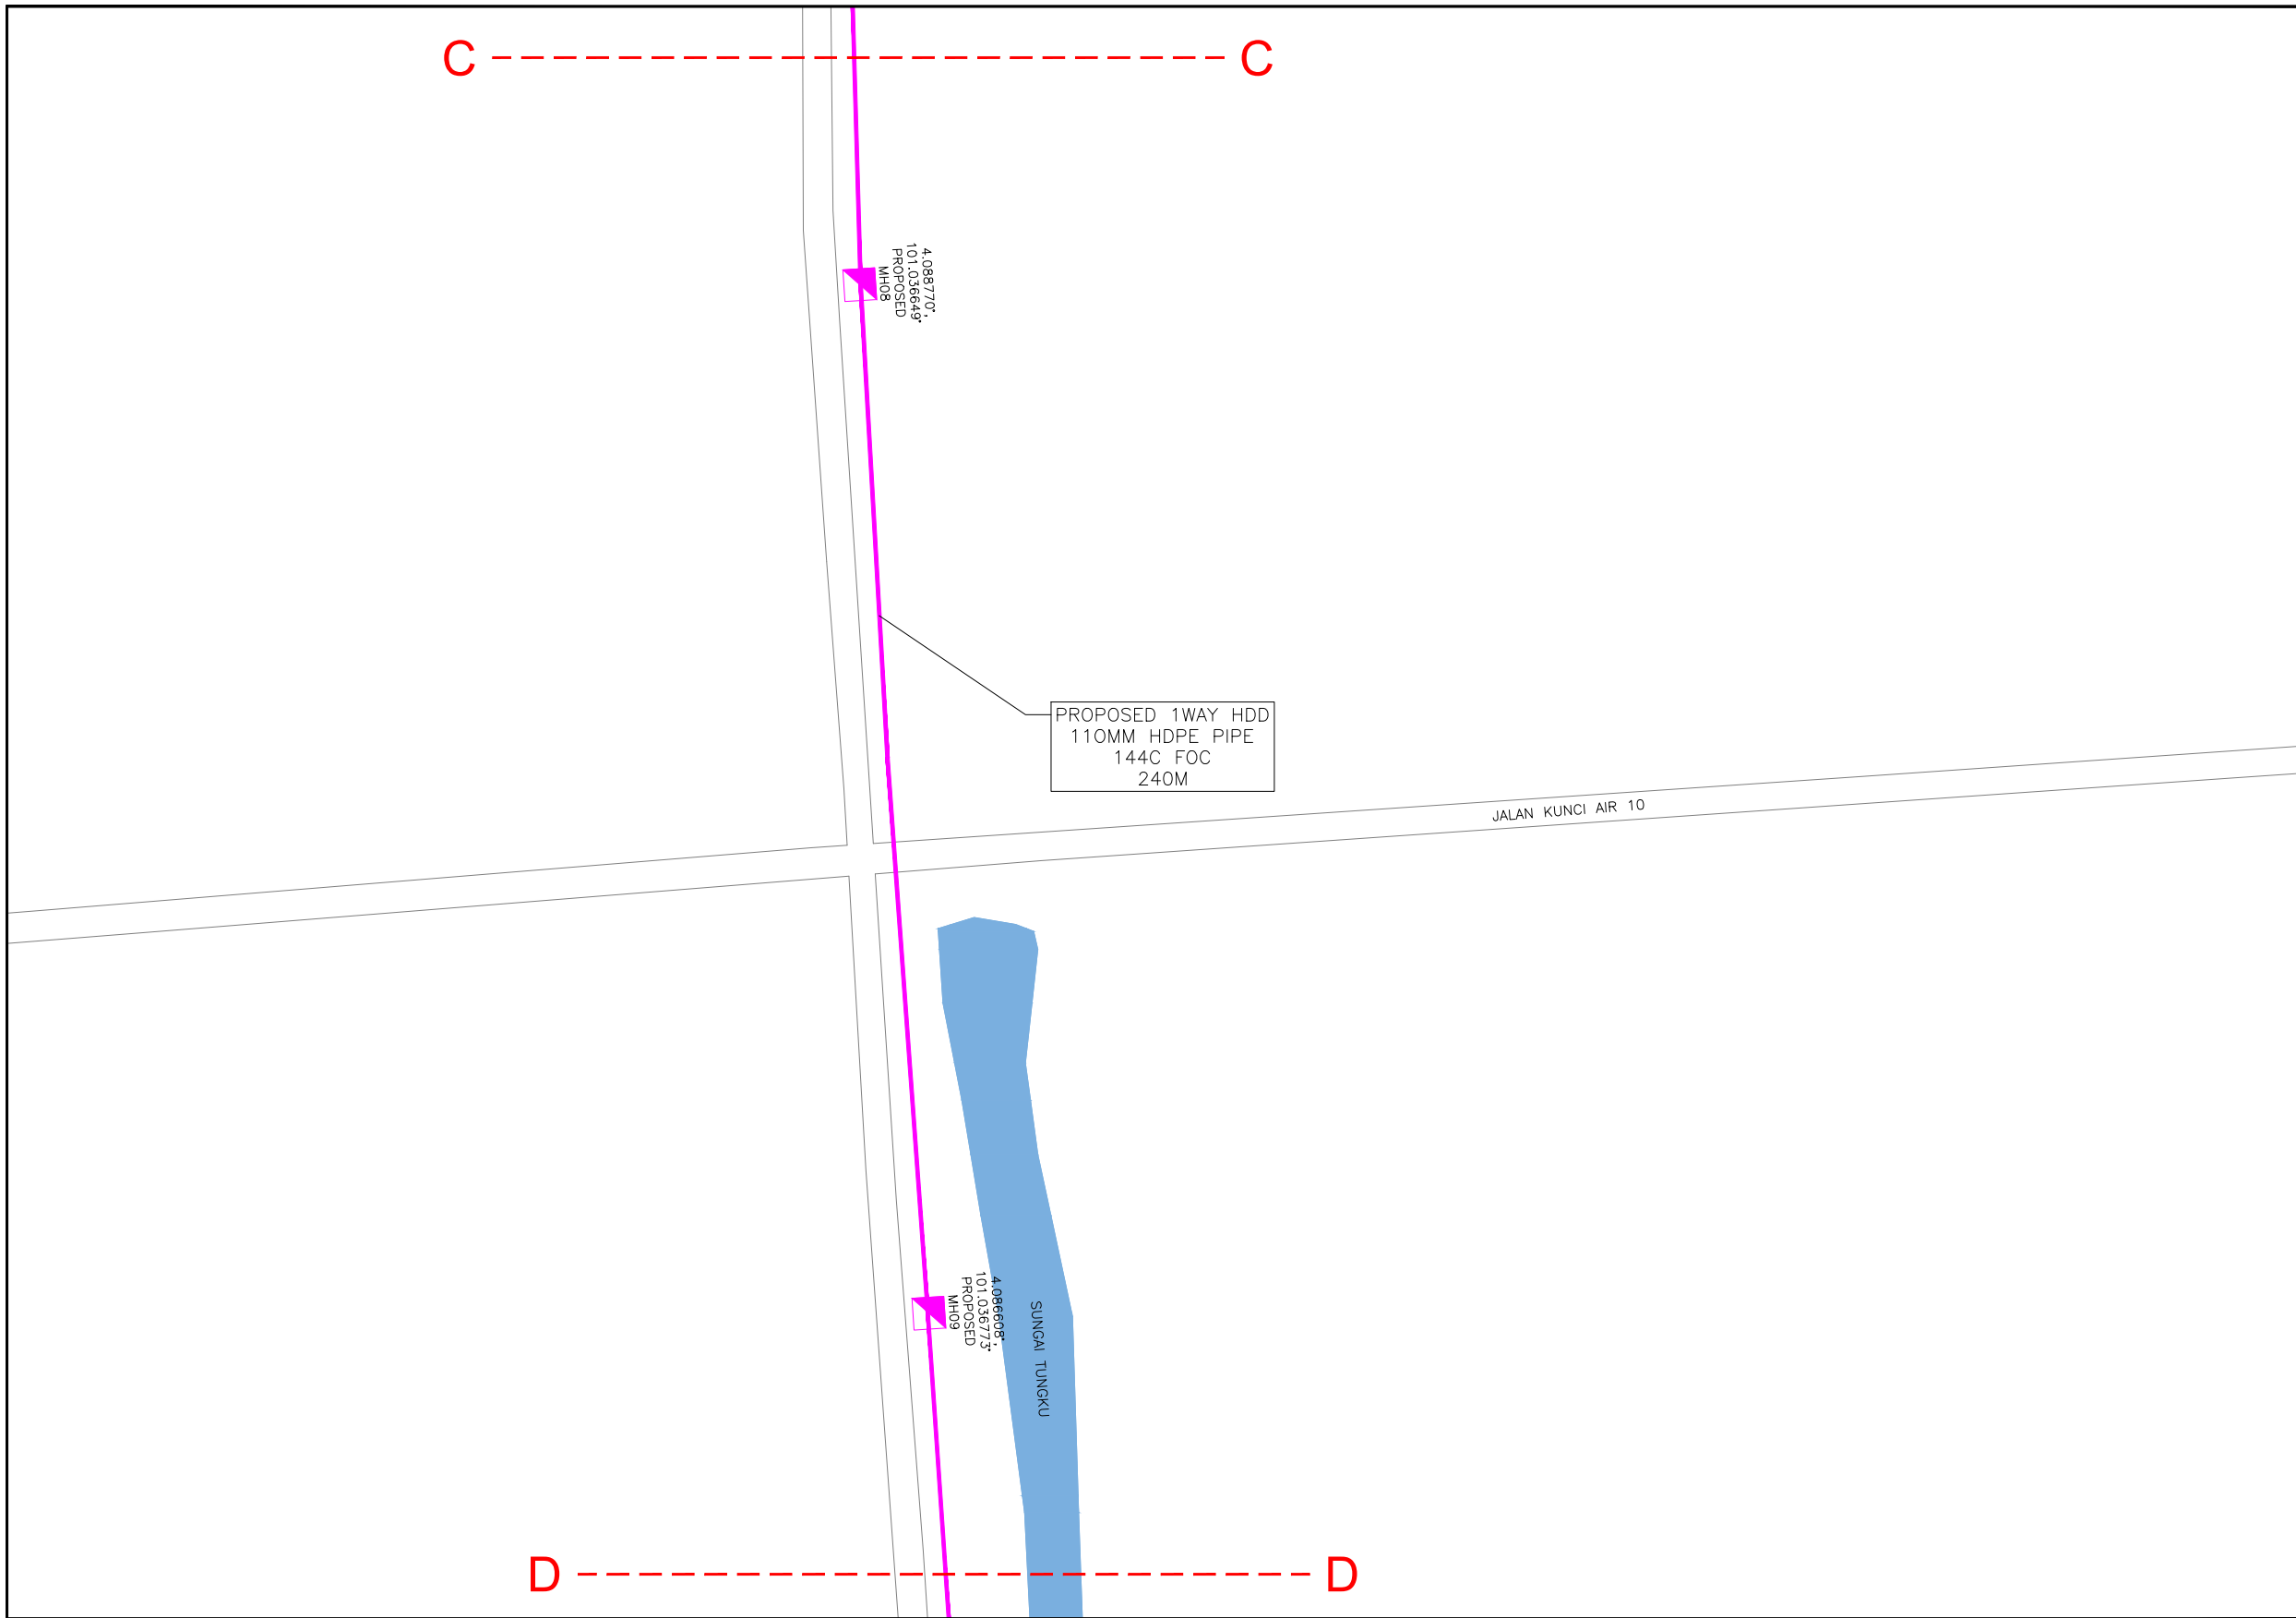 C
C
4.088770°,
101.036649°
PROPOSED
MH08
PROPOSED 1WAY HDD
110MM HDPE PIPE
144C FOC
240M
JALAN KUNCI AIR 10
4.086608°,
101.036773°
PROPOSED
MH09
SUNGAI TUNGKU
D
D